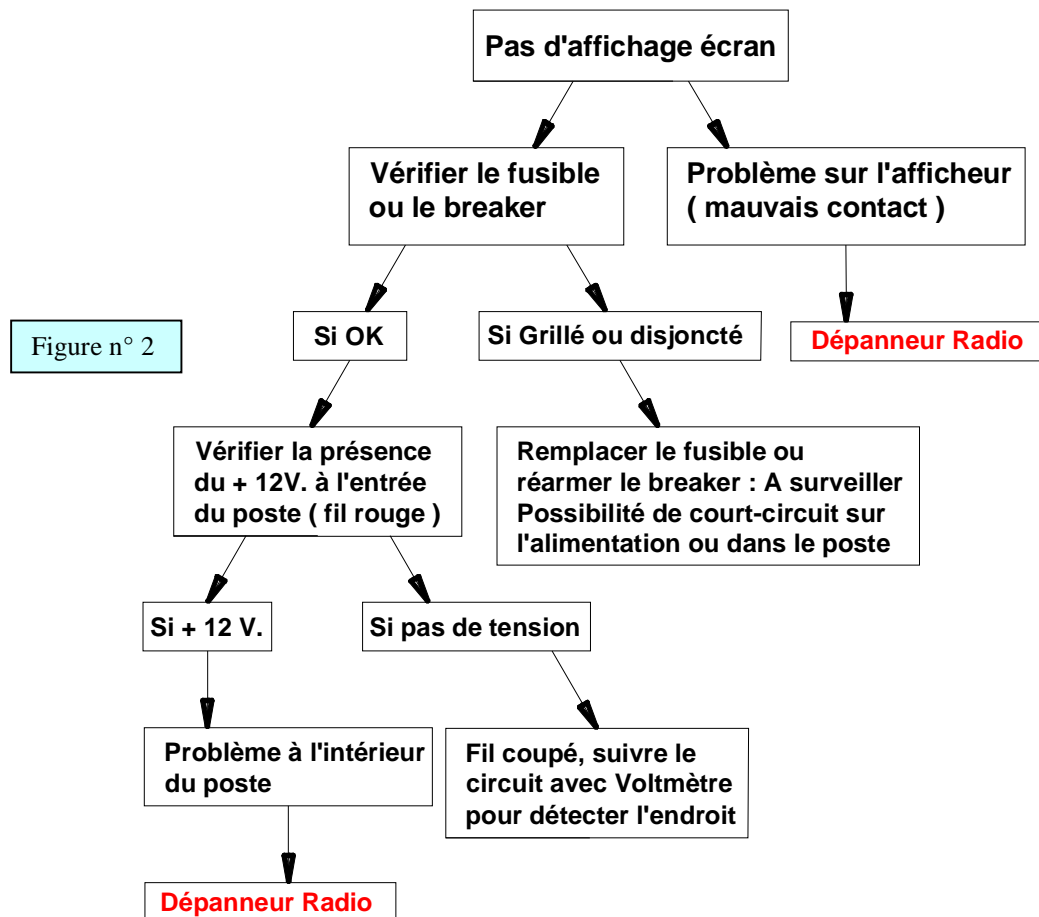 Pas d'affichage écran
Vérifier le fusible
ou le breaker
Problème sur l'afficheur
( mauvais contact )
Figure n° 2
Si OK
Si Grillé ou disjoncté
Dépanneur Radio
Vérifier la présence
du + 12V. à l'entrée
du poste ( fil rouge )
Remplacer le fusible ou
réarmer le breaker : A surveiller
Possibilité de court-circuit sur
l'alimentation ou dans le poste
Si + 12 V.
Si pas de tension
Problème à l'intérieur
du poste
Fil coupé, suivre le
circuit avec Voltmètre
pour détecter l'endroit
Dépanneur Radio